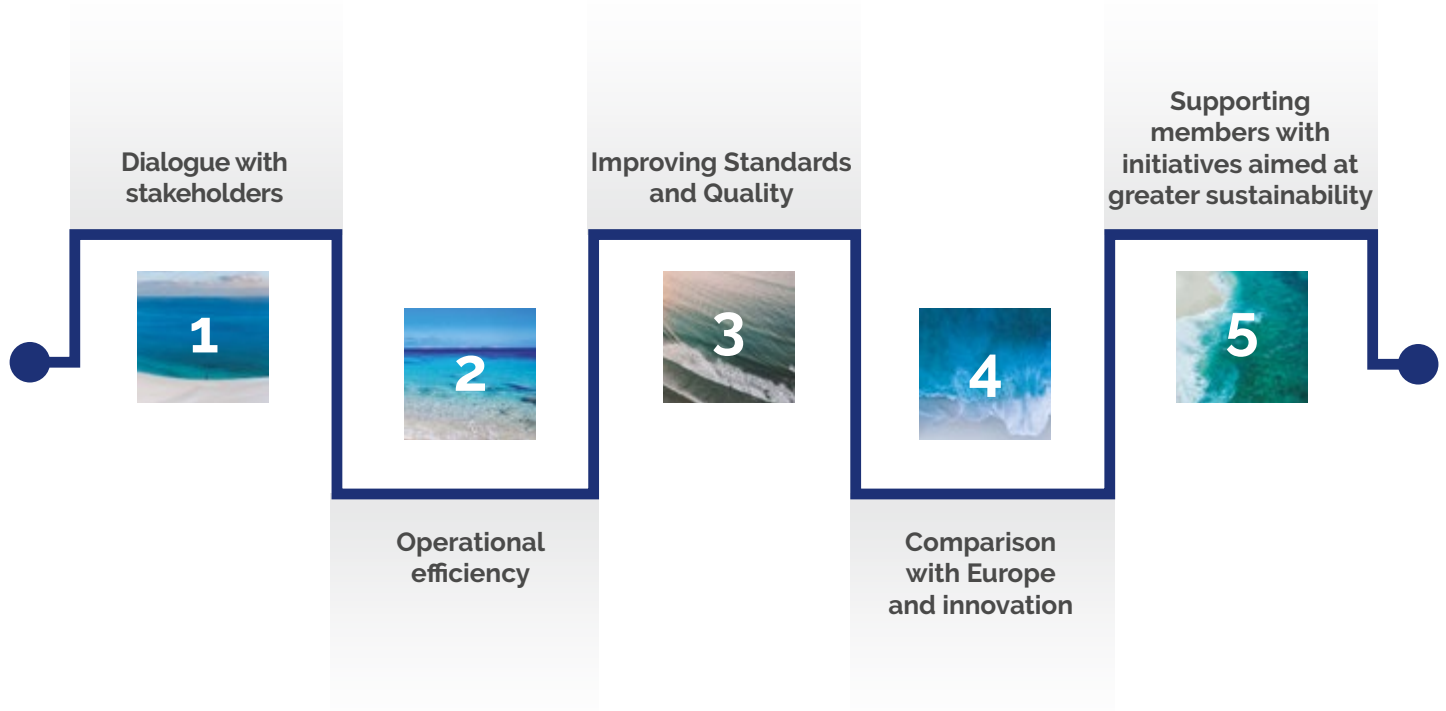 Dialogue with
stakeholders
1
2
Operational
efficiency
Improving Standards
and Quality
3
4
Comparison
with Europe
and innovation
Supporting
members with
initiatives aimed at
greater sustainability
5